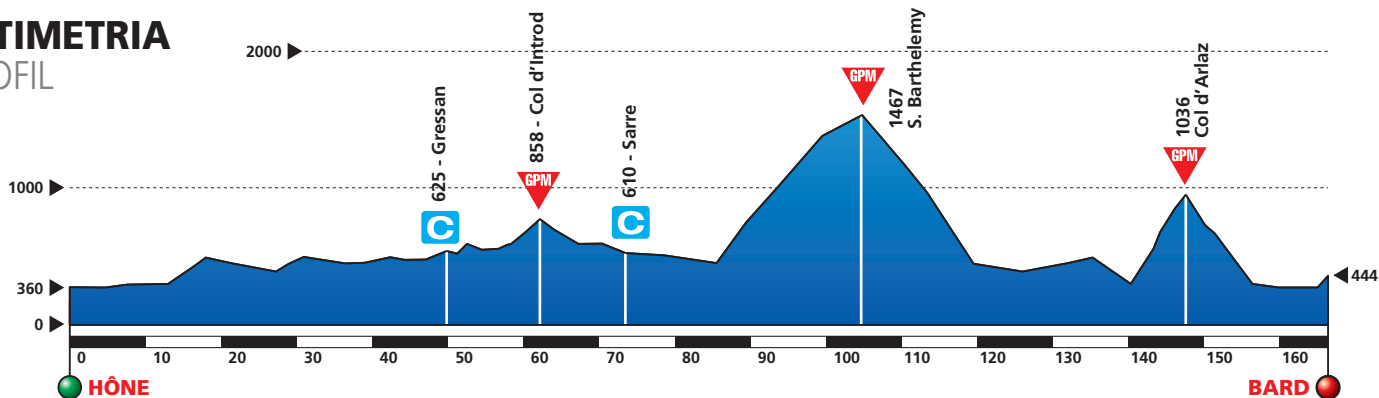 TIMETRIA
OFIL
2000
1000
360
0
625 - Gressan
C
858 - Col d'Introd
GPM
610 - Sarre
C
GPM
1467
S. Barthelemy
1036
Col d'Arlaz
GPM
444
0 10 20 30 40 50 60 70 80 90 100 110 120 130 140 150 160
HÔNE
BARD